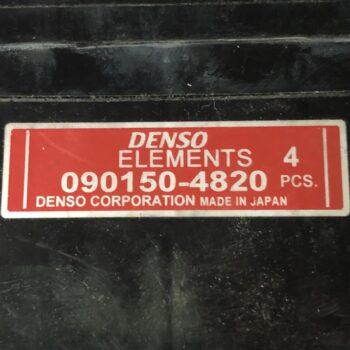 DENSO
ELEMENTS 4
090150-4820 PCS.
DENSO CORPORATION MADE IN JAPAN